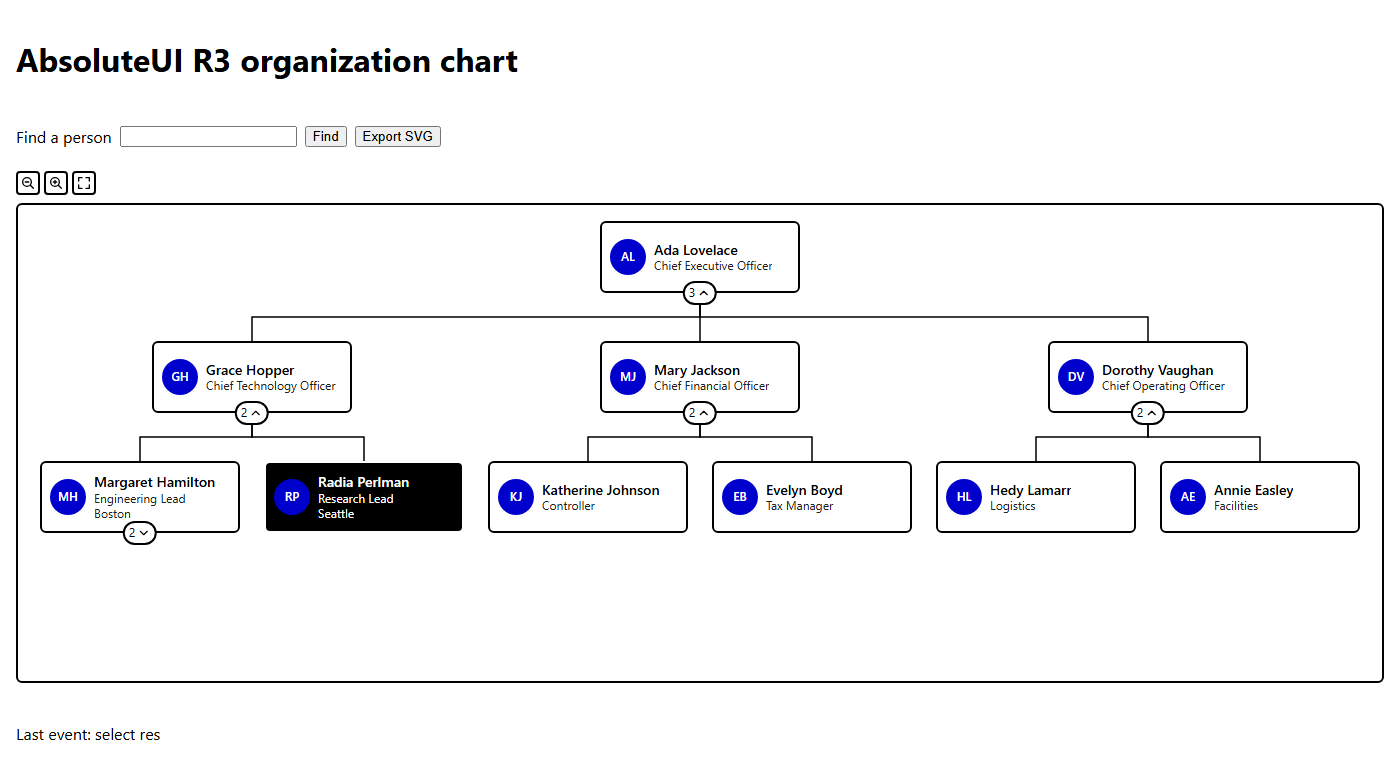 AbsoluteUI R3 organization chart
Find a person Find Export SVG
AL Ada Lovelace
Chief Executive Officer
3
GH Grace Hopper
Chief Technology Officer
2
MJ Mary Jackson
Chief Financial Officer
2
DV Dorothy Vaughan
Chief Operating Officer
2
MH Margaret Hamilton
Engineering Lead
Boston
2
RP Radia Perlman
Research Lead
Seattle
KJ Katherine Johnson
Controller
EB Evelyn Boyd
Tax Manager
HL Hedy Lamarr
Logistics
AE Annie Easley
Facilities
Last event: select res